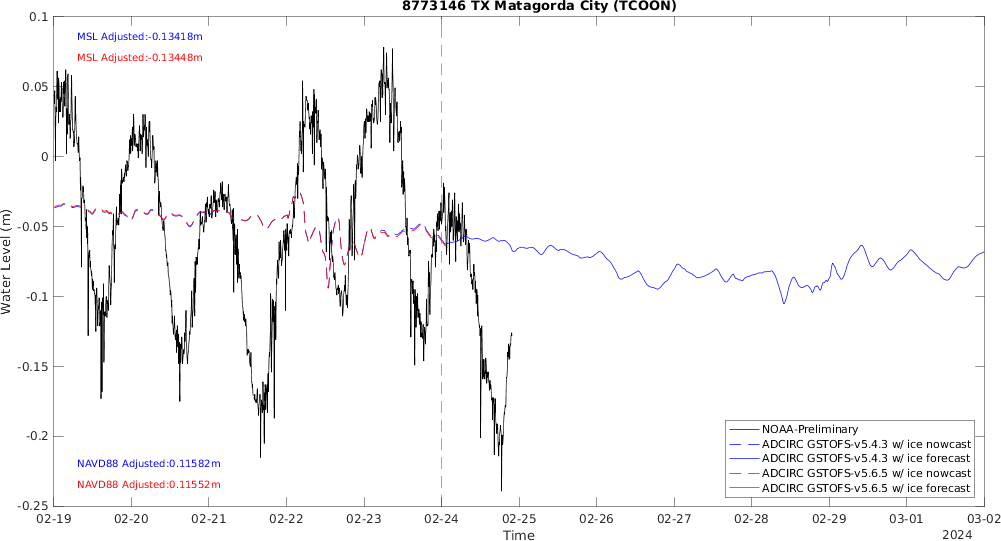 8773146 TX Matagorda City (TCOON)
MSL Adjusted:-0.13418m
MSL Adjusted:-0.13448m
NAVD88 Adjusted:0.11582m
NAVD88 Adjusted:0.11552m
Water Level (m)
0.1
0.05
0
-0.05
-0.1
-0.15
-0.2
-0.25
NOAA-Preliminary
ADCIRC GSTOFS-v5.4.3 w/ ice nowcast
ADCIRC GSTOFS-v5.4.3 w/ ice forecast
ADCIRC GSTOFS-v5.6.5 w/ ice nowcast
ADCIRC GSTOFS-v5.6.5 w/ ice forecast
02-19 02-20 02-21 02-22 02-23 02-24 02-25 02-26 02-27 02-28 02-29 03-01 03-02
Time
2024